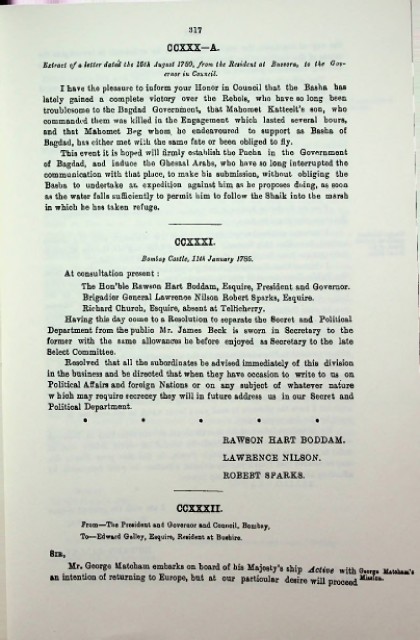 317
CCXXX—A.
Extract of a letter dated the 15th August 1780, from the Resident at Bussora, to the Gov-
ernor in Council.
I have the pleasure to inform your Honor in Council that the Basha has
lately gained a complete victory over the Rebels, who have so long been
troublesome to the Bagdad Government, that Mahomet Katteelt's son, who
commanded them was killed in the Engagement which lasted several hours,
and that Mahomet Beg whom he endeavoured to support as Basha of
Bagdad, has either met with the same fate or been obliged to fly.
This event it is hoped will firmly establish the Pacha in the Government
of Bagdad, and induce the Ghesaal Arabs, who have so long interrupted the
communication with that place, to make his submission, without obliging the
Basha to undertake an expedition against him as he proposes doing, as soon
as the water falls sufficiently to permit him to follow the Shaik into the marsh
in which he has taken refuge.
CCXXXI.
Bombay Castle, 11th January 1785.
At consultation present :
The Hon'ble Rawson Hart Boddam, Esquire, President and Governor.
Brigadier General Lawrence Nilson Robert Sparks, Esquire.
Richard Church, Esquire, absent at Tellicherry.
Having this day come to a Resolution to separate the Secret and Political
Department from the public Mr. James Beck is sworn in Secretary to the
former with the same allowances he before enjoyed as Secretary to the late
Select Committee.
Resolved that all the subordinates be advised immediately of this division
in the business and be directed that when they have occasion to write to us on
Political Affairs and foreign Nations or on any subject of whatever nature
w hich may require secrecy they will in future address us in our Secret and
Political Department.
* * * * *
RAWSON HART BODDAM.
LAWRENCE NILSON.
ROBERT SPARKS.
CCXXXII.
From—The President and Governor and Council, Bombay,
To—Edward Galley, Esquire, Resident at Bushire.
SIR,
Mr. George Matcham embarks on board of his Majesty's ship Active with George Matcham's
an intention of returning to Europe, but at our particular desire will proceed Mission.